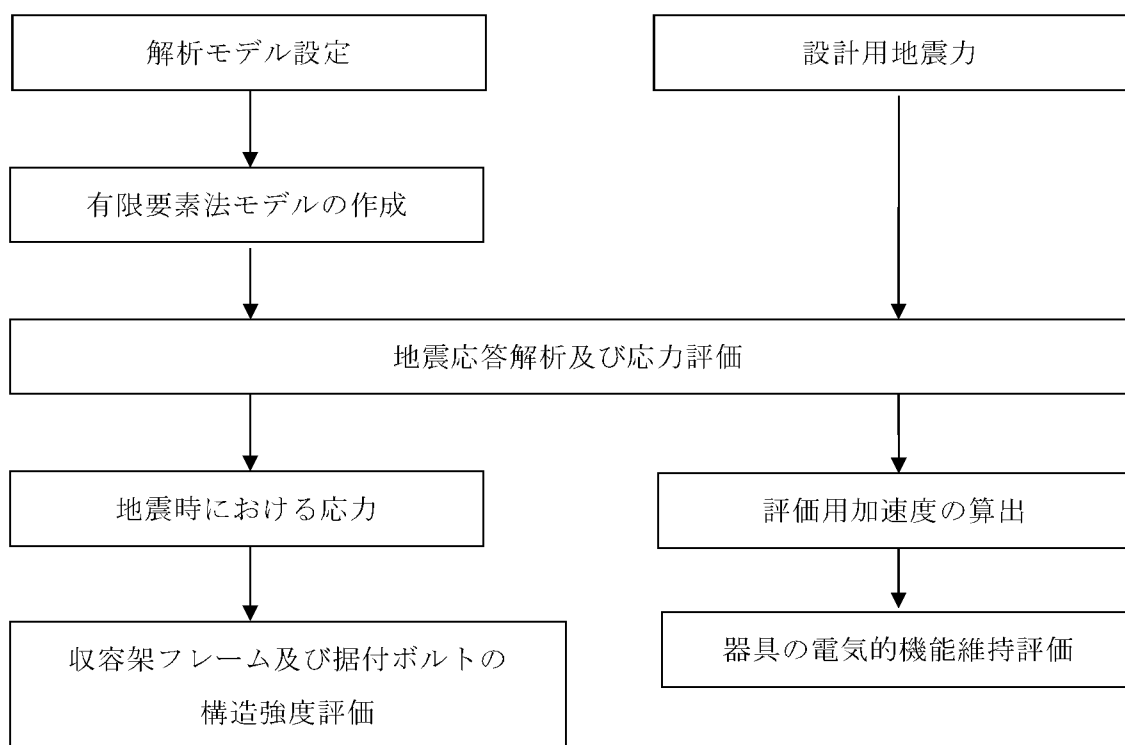 解析モデル設定
設計用地震力
有限要素法モデルの作成
地震応答解析及び応力評価
地震時における応力
評価用加速度の算出
収容架フレーム及び据付ボルトの
構造強度評価
器具の電気的機能維持評価